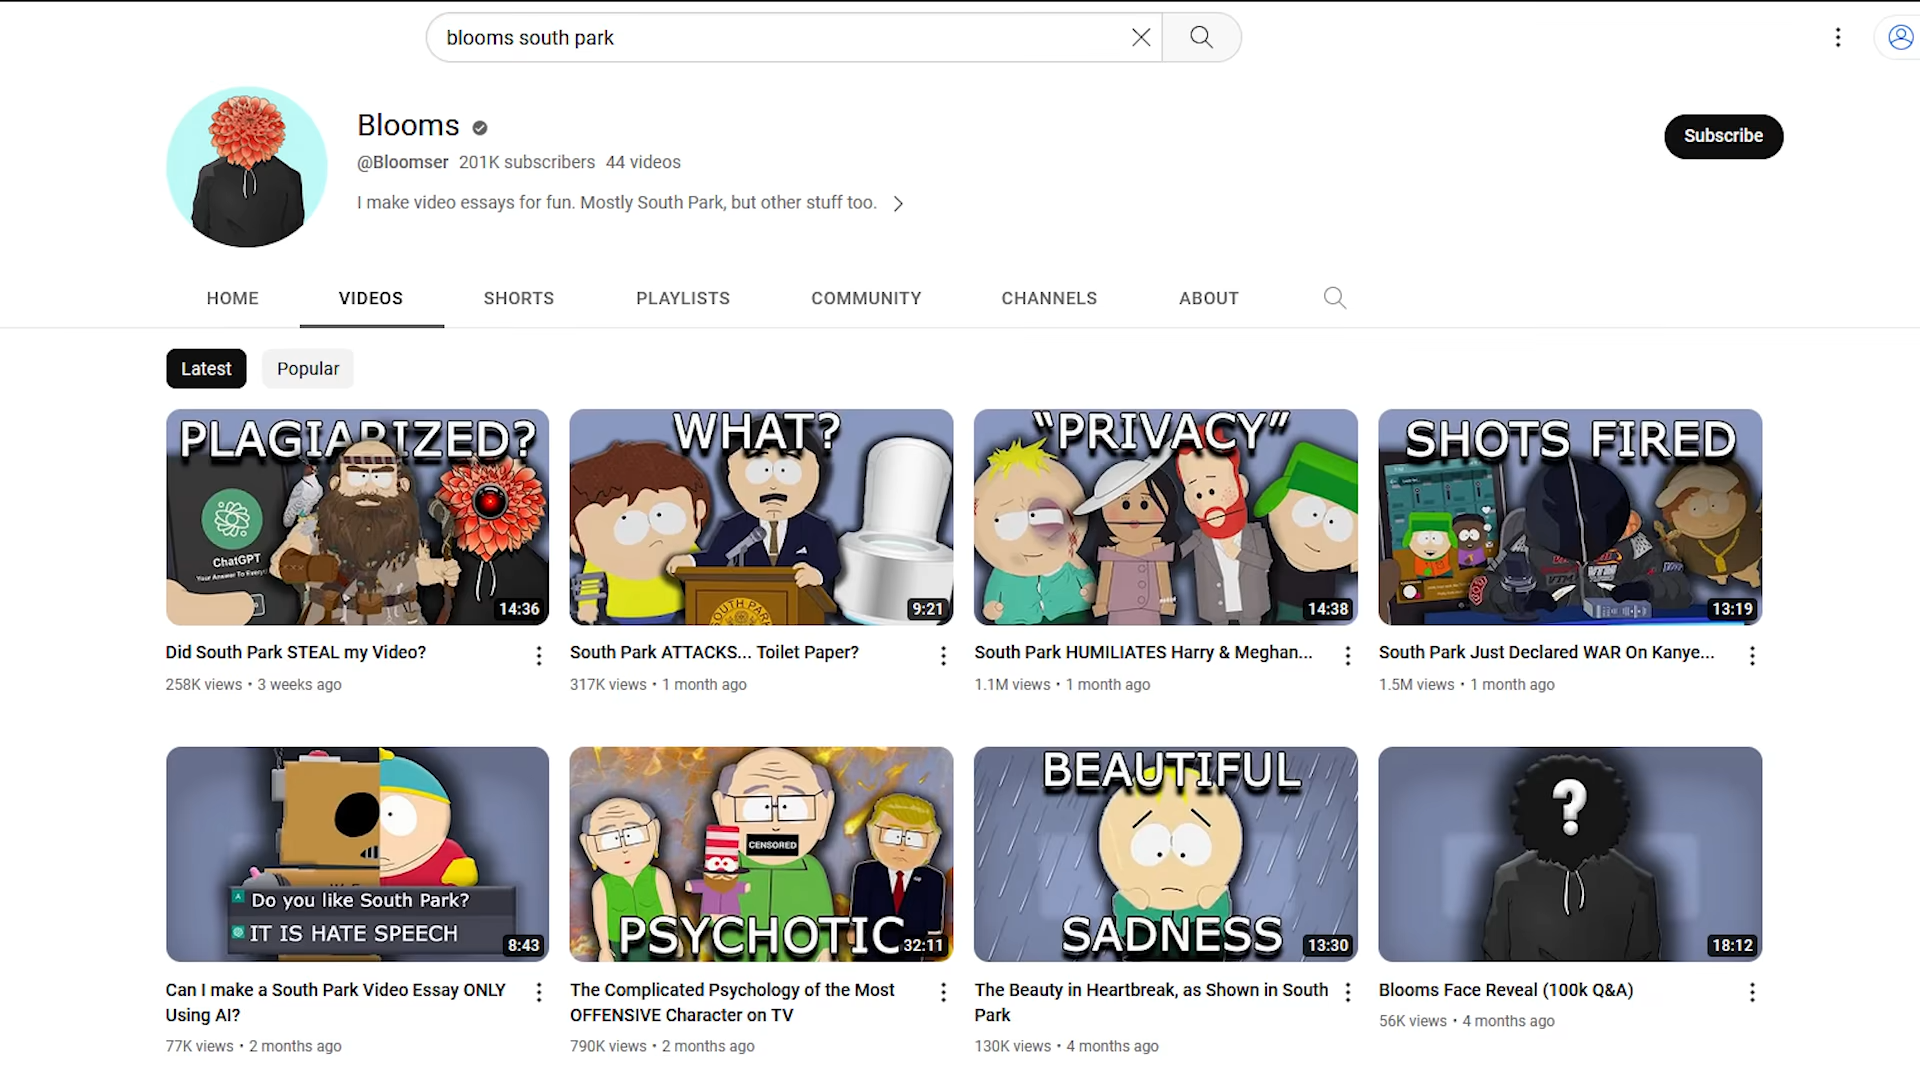 blooms south park
Blooms
@Bloomser 201K subscribers 44 videos
I make video essays for fun. Mostly South Park, but other stuff too.
Subscribe
HOME VIDEOS SHORTS PLAYLISTS COMMUNITY CHANNELS ABOUT
Latest Popular
PLAGIARIZED?
ChatGPT
14:36
WHAT?
SOUTH PARK
9:21
"PRIVACY"
14:38
SHOTS FIRED
13:19
Did South Park STEAL my Video?
258K views • 3 weeks ago
South Park ATTACKS... Toilet Paper?
317K views • 1 month ago
South Park HUMILIATES Harry & Meghan...
1.1M views • 1 month ago
South Park Just Declared WAR On Kanye...
1.5M views • 1 month ago
Do you like South Park?
IT IS HATE SPEECH
8:43
CENSORED
PSYCHOTIC
32:11
BEAUTIFUL
SADNESS
13:30
?
18:12
Can I make a South Park Video Essay ONLY
Using AI?
77K views • 2 months ago
The Complicated Psychology of the Most
OFFENSIVE Character on TV
790K views • 2 months ago
The Beauty in Heartbreak, as Shown in South
Park
130K views • 4 months ago
Blooms Face Reveal (100k Q&A)
56K views • 4 months ago